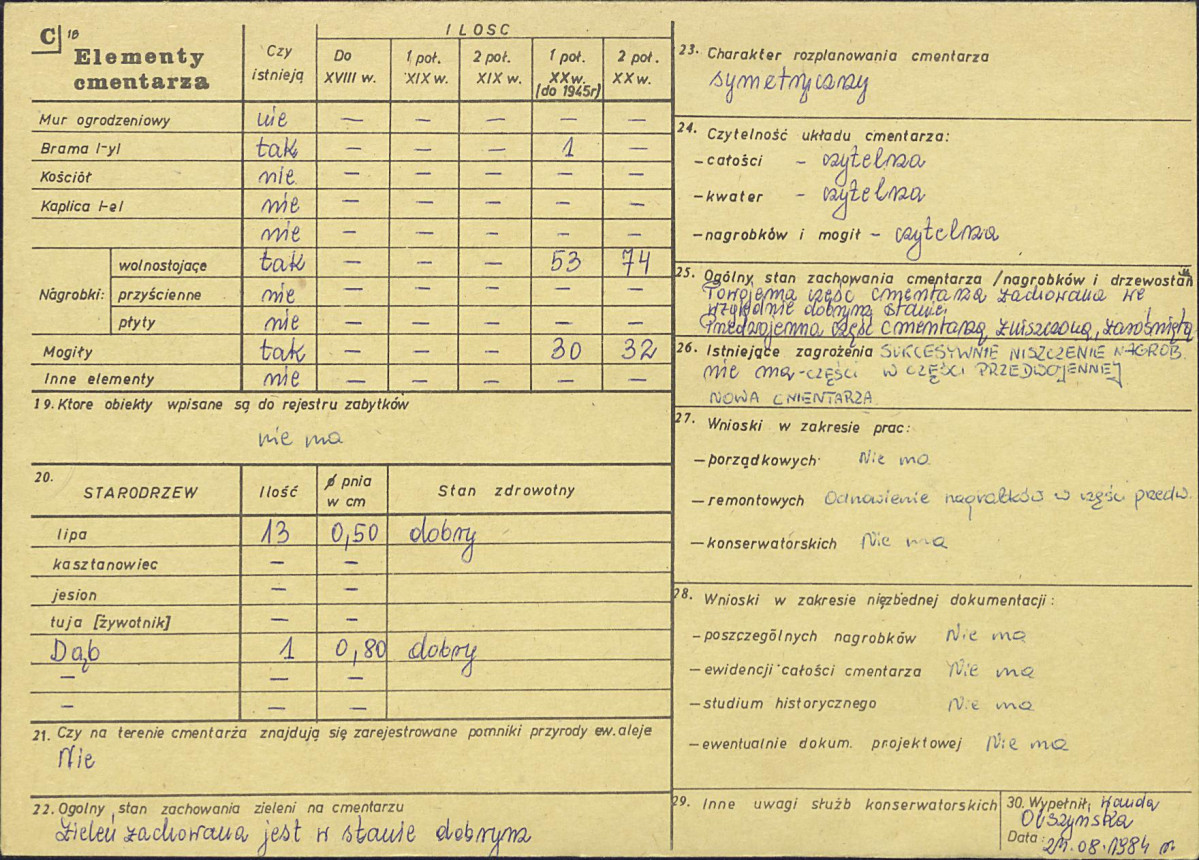 C 18
Elementy cmentarza
Czy istnieją
ILOSC
Do XVIII w.
1 poł. XIX w.
2 poł. XIX w.
1 poł. XX w. (do 1945r)
2 poł. XX w.
Mur ogrodzeniowy nie — — — — —
Brama /-y/ tak — — — 1 —
Kościół nie — — — — —
Kaplica /-e/ nie — — — — —
nie — — — — —
Nagrobki:
wolnostojące tak — — — 53 74
przyścienne nie — — — — —
płyty nie — — — — —
Mogiły tak — — — 30 32
Inne elementy nie — — — — —
19. Ktore obiekty wpisane są do rejestru zabytków
nie ma
20. STARODRZEW Ilość ø pnia w cm Stan zdrowotny
lipa 13 0,50 dobry
kasztanowiec — —
jesion — —
tuja [żywotnik] — —
Dąb 1 0,80 dobry
— — —
— — —
21. Czy na terenie cmentarza znajdują się zarejestrowane pomniki przyrody ew. aleje
Nie
22. Ogolny stan zachowania zieleni na cmentarzu
zieleń zachowana jest w stanie dobrym
23. Charakter rozplanowania cmentarza
symetryczny
24. Czytelność układu cmentarza:
— całości – czytelna
— kwater – czytelna
— nagrobków i mogił – czytelna
25. Ogólny stan zachowania cmentarza /nagrobków i drzewostan
Powojenna część cmentarza zachowana we
względnie dobrym stanie.
Przedwojenna część cmentarza zniszczona, zarośnięta
26. Istniejące zagrożenia SUKCESYWNIE NISZCZENIE NAGROB.
nie ma - CZĘŚCI W CZĘŚCI PRZEDWOJENNEJ
NOWA CMENTARZA
27. Wnioski w zakresie prac:
— porządkowych Nie ma
— remontowych Odnowienie nagrobków w części przedw.
— konserwatorskich Nie ma
28. Wnioski w zakresie niezbednej dokumentacji:
— poszczególnych nagrobków Nie ma
— ewidencji całości cmentarza Nie ma
— studium historycznego Nie ma
— ewentualnie dokum. projektowej Nie ma
29. Inne uwagi służb konserwatorskich
30. Wypełnił: Wanda
Olszyńska
Data: 08.1984 r.